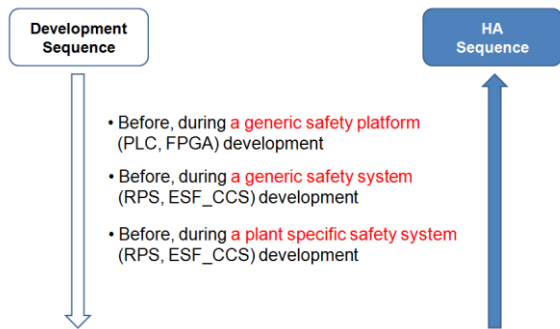 Development
Sequence
HA
Sequence
• Before, during a generic safety platform
(PLC, FPGA) development
• Before, during a generic safety system
(RPS, ESF_CCS) development
• Before, during a plant specific safety system
(RPS, ESF_CCS) development